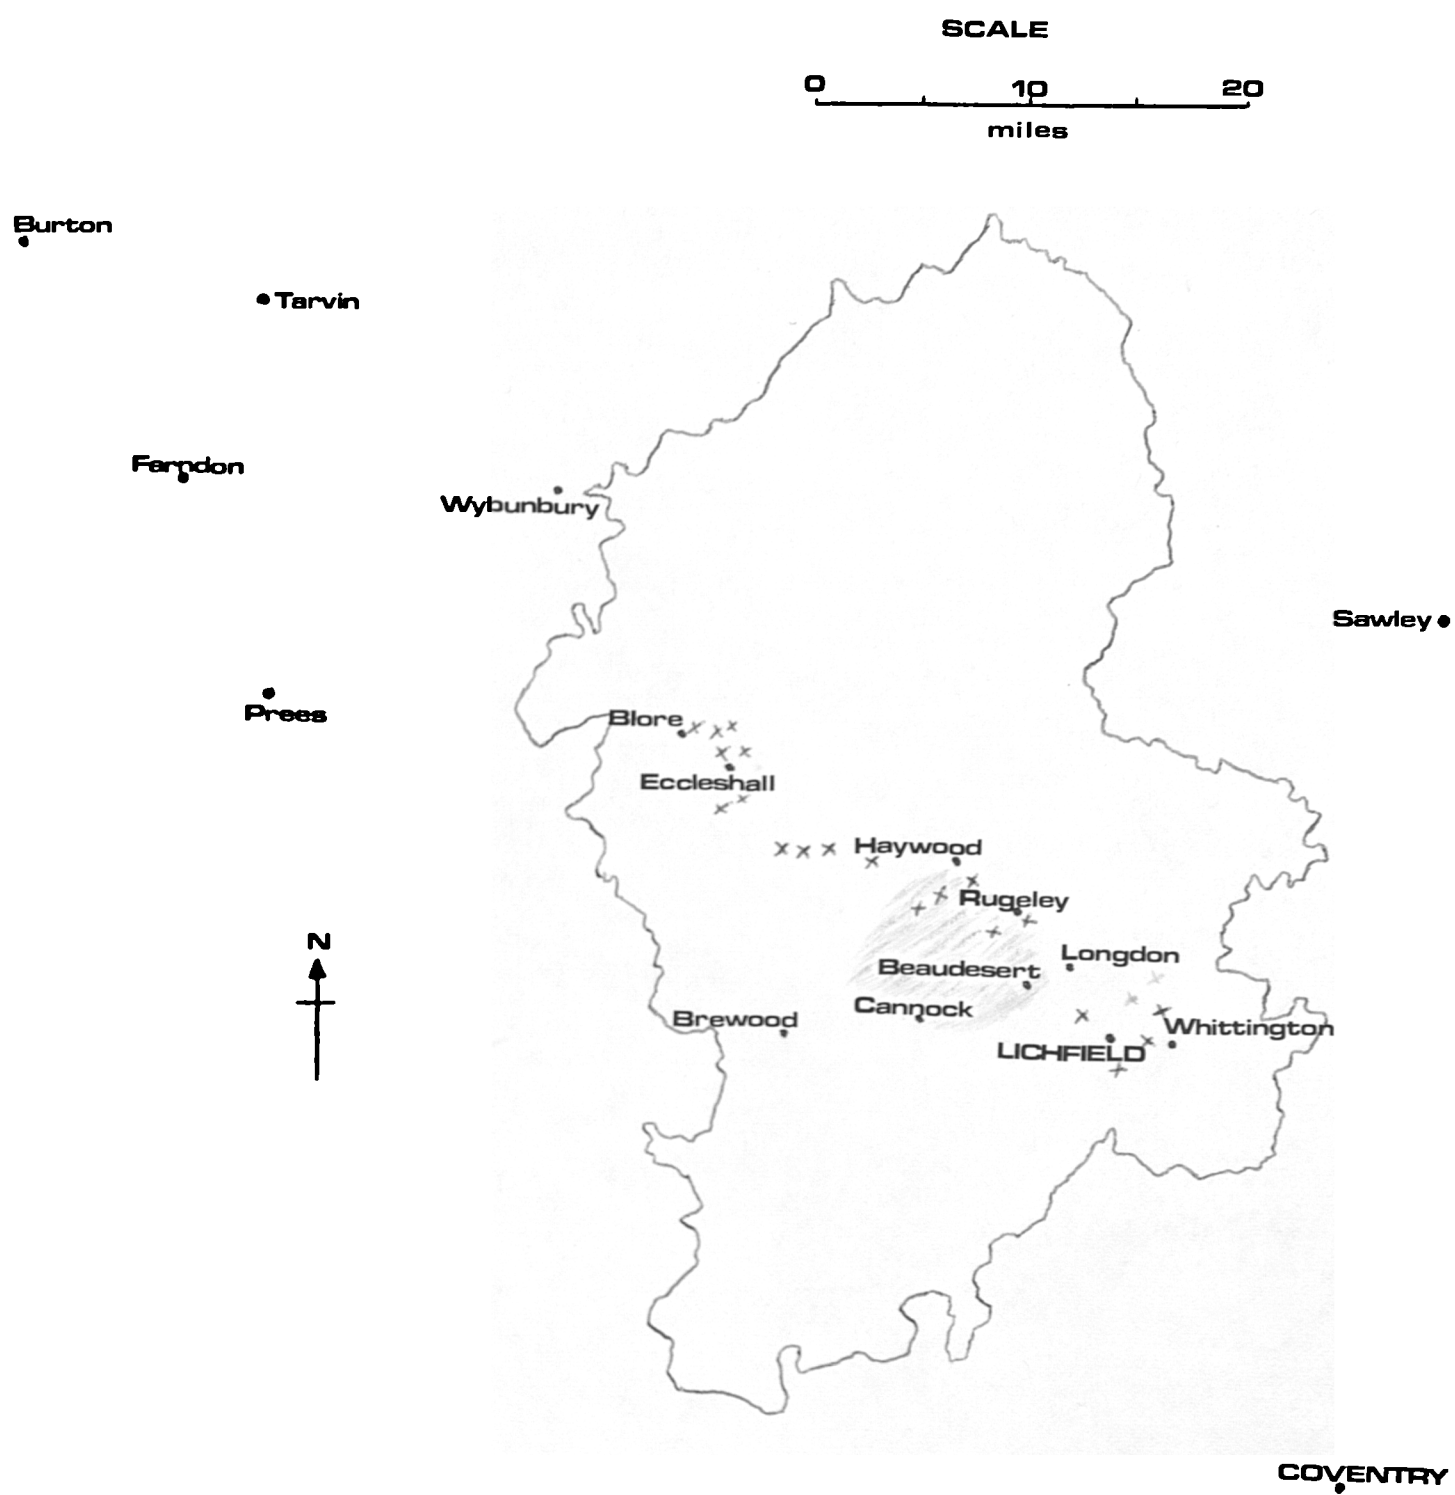 SCALE
0 10 20
miles
Burton
Tarvin
Farndon
Wybunbury
Sawley
Prees
Blore
Eccleshall
Haywood
Rugeley
N
Longdon
Beaudesert
Cannock
Brewood
Whittington
LICHFIELD
COVENTRY